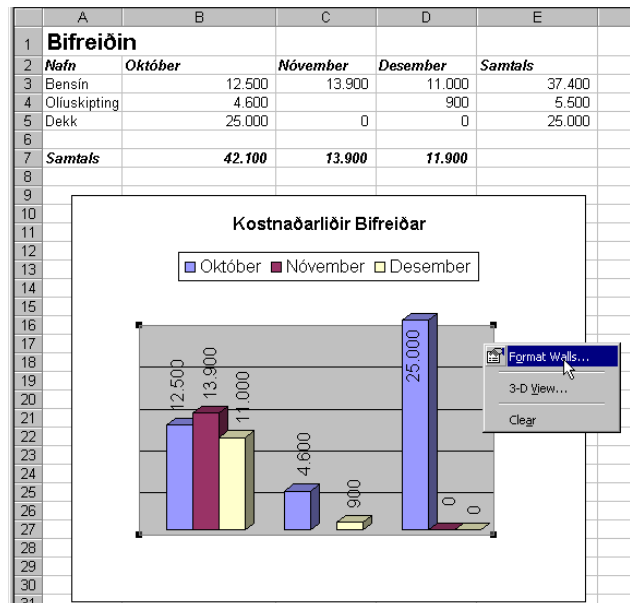 A B C D E
1 Bifreiðin
2 Nafn Október Nóvember Desember Samtals
3 Bensín 12.500 13.900 11.000 37.400
4 Olíuskipting 4.600 900 5.500
5 Dekk 25.000 0 0 25.000
6
7 Samtals 42.100 13.900 11.900
8
9
10
11
12
13
14
15
16
17
18
19
20
21
22
23
24
25
26
27
28
29
30
31
Kostnaðarliðir Bifreiðar
Október Nóvember Desember
12.500 13.900 11.000 4.600 900 25.000 0 0
Format Walls...
3-D View...
Clear